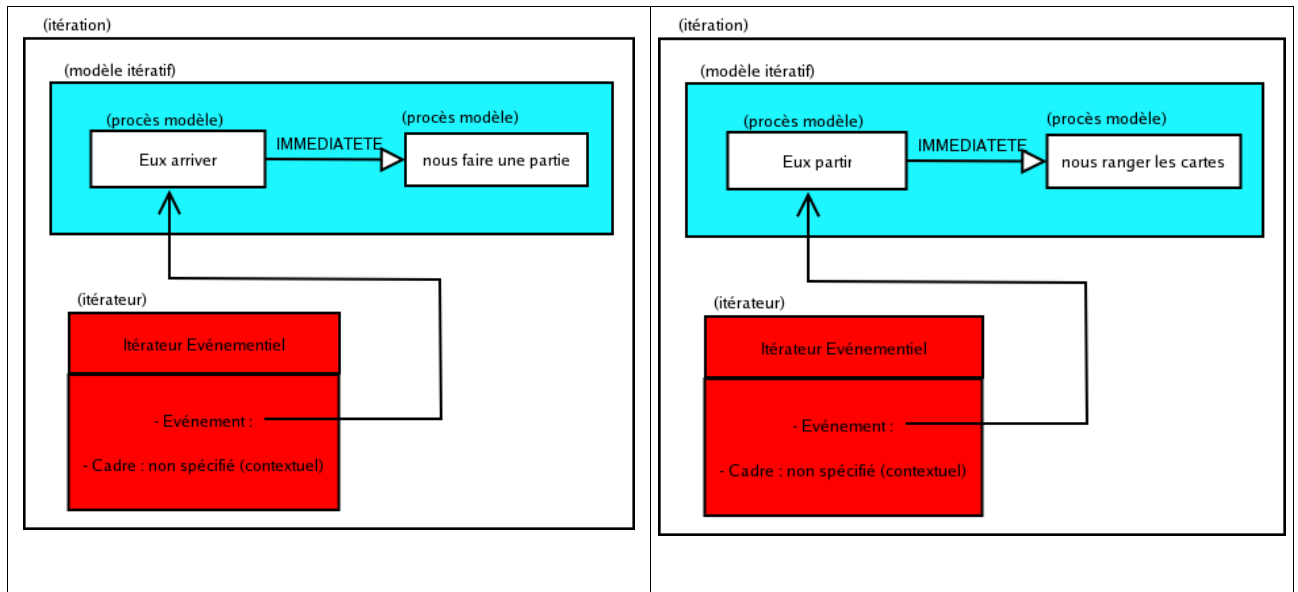 (itération)
(modèle itératif)
(procès modèle)
(procès modèle)
IMMEDIATETE
Eux arriver
nous faire une partie
(itérateur)
Itérateur Evénementiel
- Evénement :
- Cadre : non spécifié (contextuel)
(itération)
(modèle itératif)
(procès modèle)
(procès modèle)
IMMEDIATETE
Eux partir
nous ranger les cartes
(itérateur)
Itérateur Evénementiel
- Evénement :
- Cadre : non spécifié (contextuel)